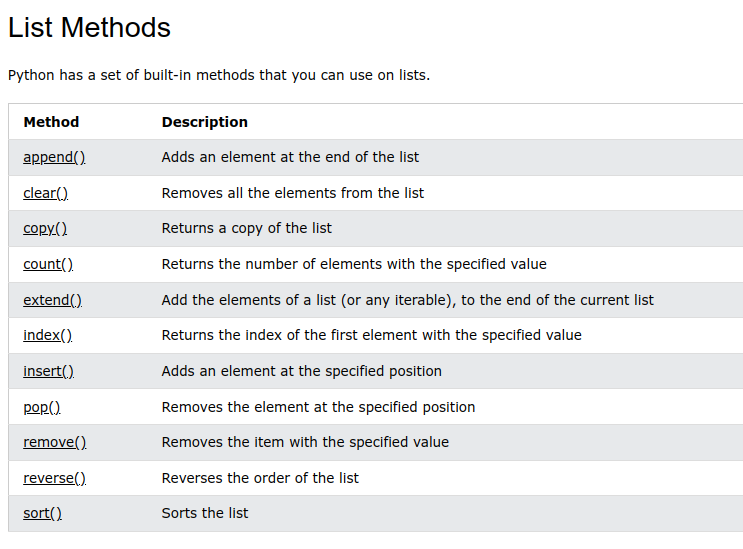 List Methods
Python has a set of built-in methods that you can use on lists.
Method Description
append() Adds an element at the end of the list
clear() Removes all the elements from the list
copy() Returns a copy of the list
count() Returns the number of elements with the specified value
extend() Add the elements of a list (or any iterable), to the end of the current list
index() Returns the index of the first element with the specified value
insert() Adds an element at the specified position
pop() Removes the element at the specified position
remove() Removes the item with the specified value
reverse() Reverses the order of the list
sort() Sorts the list